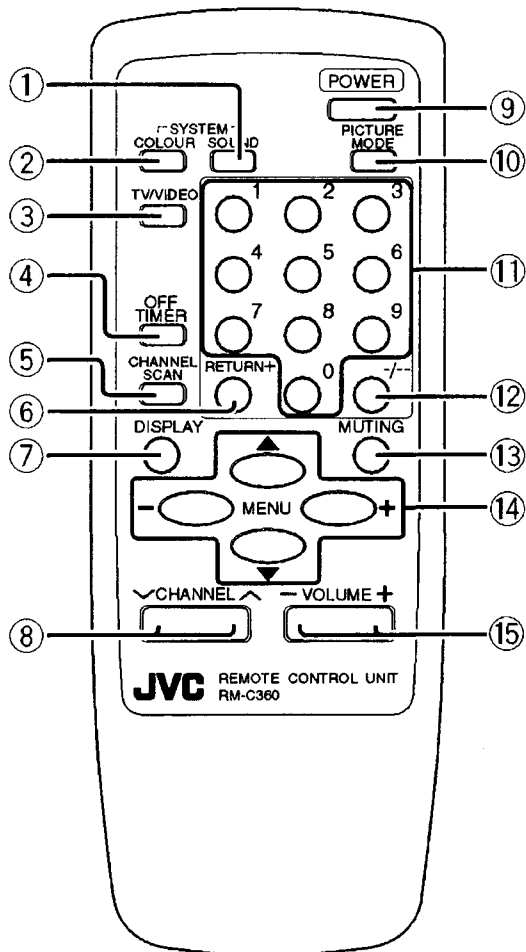 POWER
①
⑨
SYSTEM
COLOUR SOUND
PICTURE
MODE
②
⑩
TV/VIDEO
1 2 3
③
4 5 6
⑪
④
OFF
TIMER
7 8 9
⑤
CHANNEL
SCAN
RETURN+
0
-/--
⑥
⑫
DISPLAY
MUTING
⑦
⑬
▲
- MENU +
⑭
▼
CHANNEL
- VOLUME +
⑧
⑮
JVC REMOTE CONTROL UNIT
RM-C360